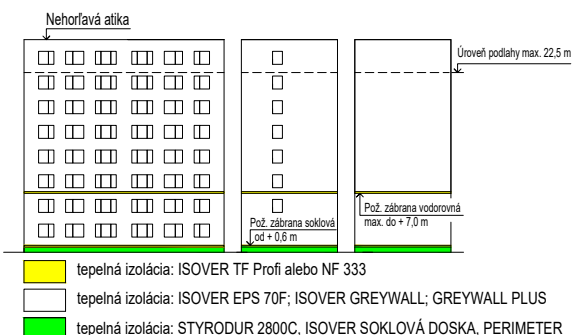 Nehorľavá atika
Úroveň podlahy max. 22,5 m
Pož. zábrana soklová
od + 0,6 m
Pož. zábrana vodorovná
max. do + 7,0 m
tepelná izolácia: ISOVER TF Profi alebo NF 333
tepelná izolácia: ISOVER EPS 70F; ISOVER GREYWALL; GREYWALL PLUS
tepelná izolácia: STYRODUR 2800C, ISOVER SOKLOVÁ DOSKA, PERIMETER